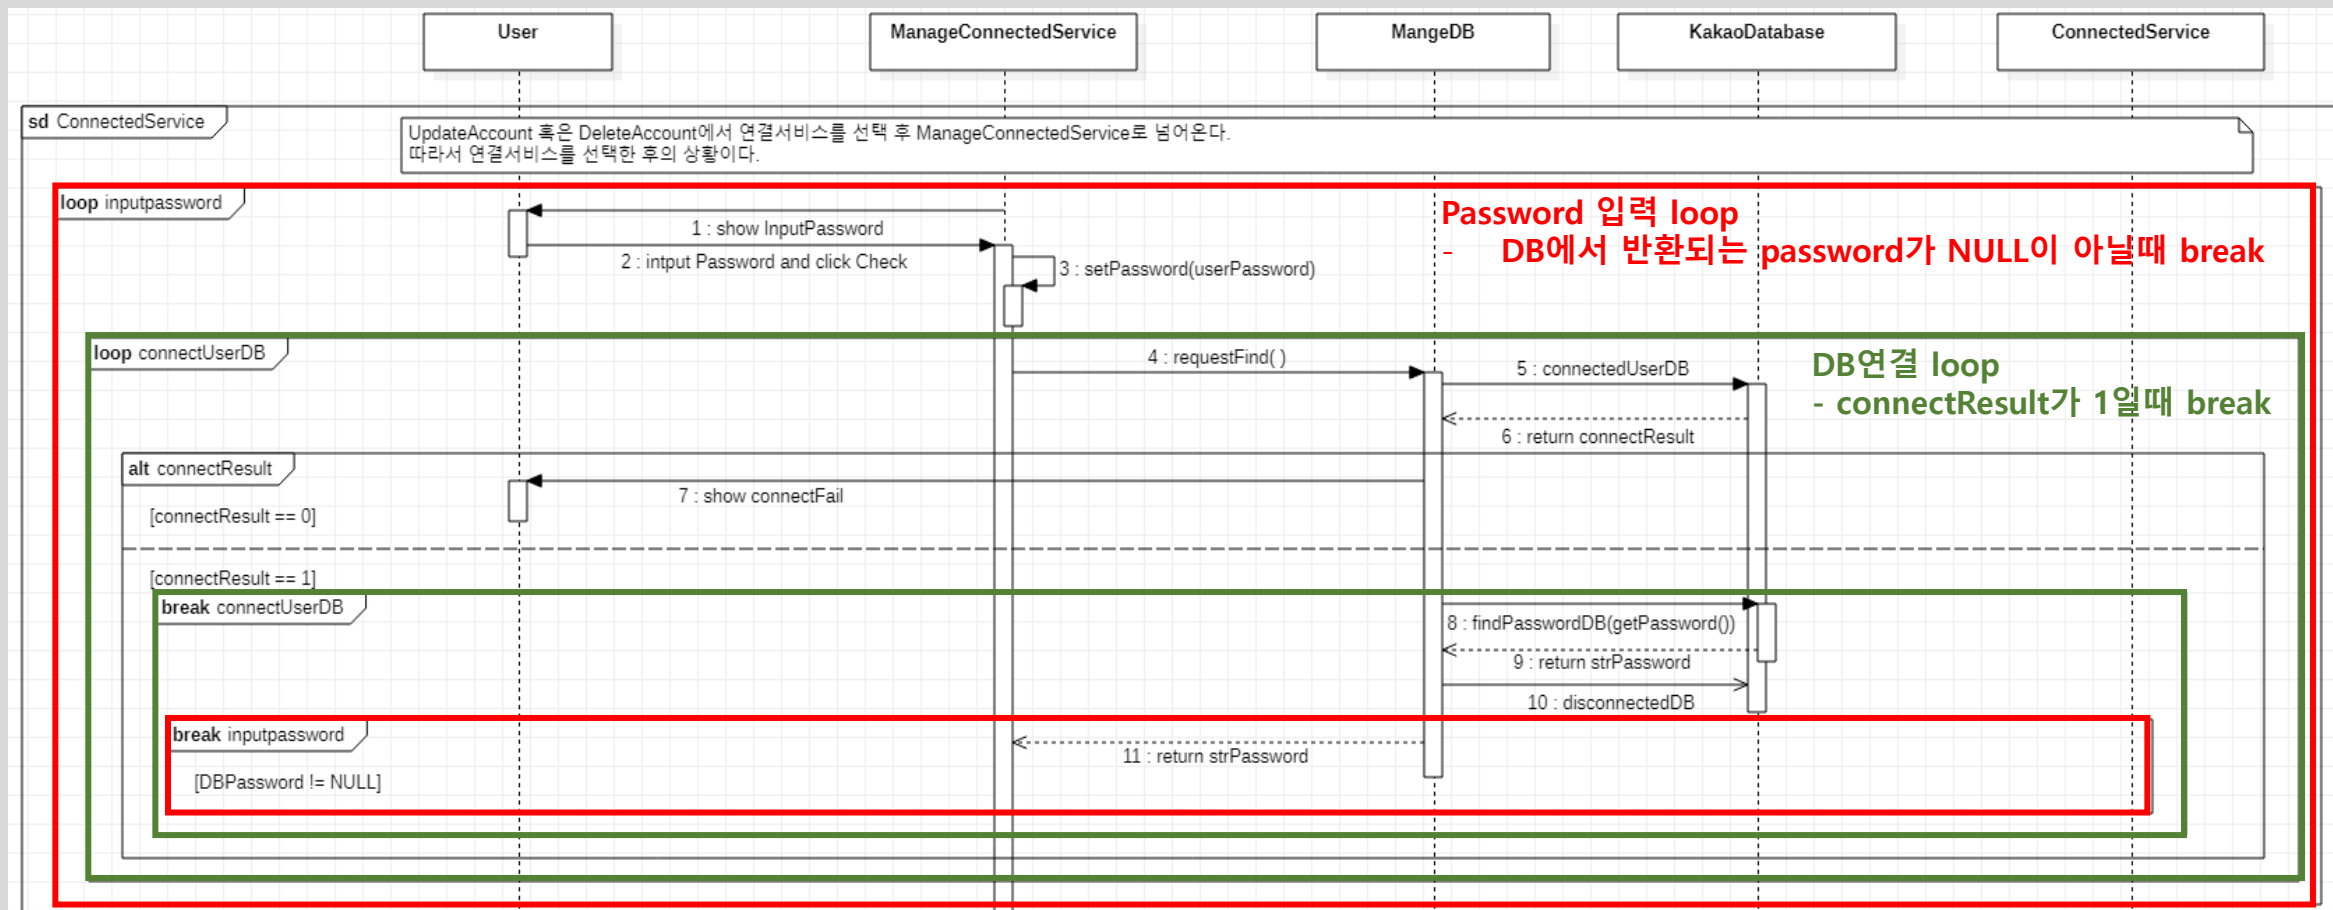 User
ManageConnectedService
MangeDB
KakaoDatabase
ConnectedService
sd ConnectedService
UpdateAccount 혹은 DeleteAccount에서 연결서비스를 선택 후 ManageConnectedService로 넘어온다.
따라서 연결서비스를 선택한 후의 상황이다.
loop inputpassword
Password 입력 loop
- DB에서 반환되는 password가 NULL이 아닐때 break
1 : show InputPassword
2 : intput Password and click Check
3 : setPassword(userPassword)
loop connectUserDB
DB연결 loop
- connectResult가 1일때 break
4 : requestFind( )
5 : connectedUserDB
6 : return connectResult
alt connectResult
7 : show connectFail
[connectResult == 0]
[connectResult == 1]
break connectUserDB
8 : findPasswordDB(getPassword())
9 : return strPassword
10 : disconnectedDB
break inputpassword
11 : return strPassword
[DBPassword != NULL]